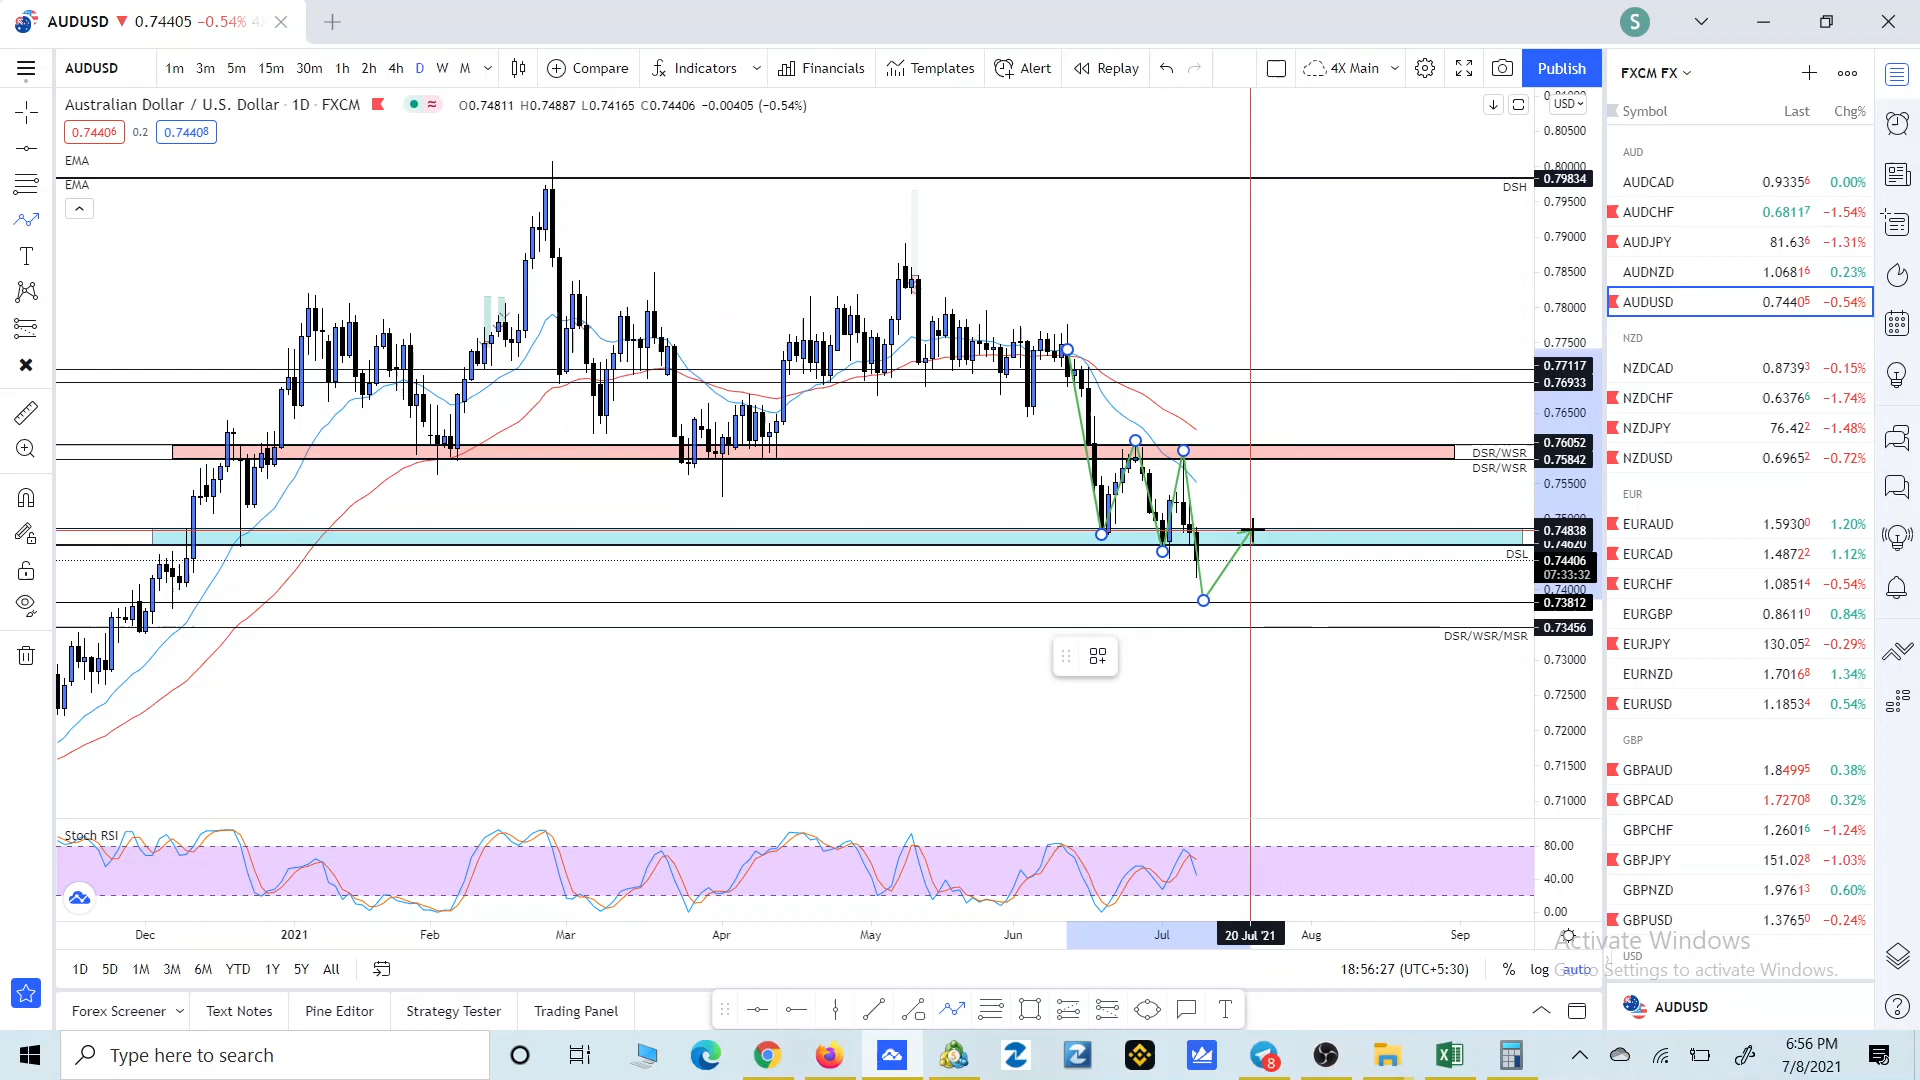 AUDUSD ▼ 0.74405 −0.54% 4
S
AUDUSD 1m 3m 5m 15m 30m 1h 2h 4h D W M Compare Indicators Financials Templates Alert Replay 4X Main Publish
Australian Dollar / U.S. Dollar · 1D · FXCM O0.74811 H0.74887 L0.74165 C0.74406 −0.00405 (−0.54%)
0.74406 0.2 0.74408
EMA
EMA
USD
0.80500
0.80000
0.79834
DSH
0.79500
0.79000
0.78500
0.78000
0.77500
0.77117
0.76933
0.76500
0.76052
DSR/WSR
0.75842
DSR/WSR
0.75500
0.74838
0.74620
DSL
0.74406
07:33:32
0.74000
0.73812
0.73456
DSR/WSR/MSR
0.73000
0.72500
0.72000
0.71500
0.71000
Stoch RSI
80.00
40.00
0.00
Dec 2021 Feb Mar Apr May Jun Jul 20 Jul '21 Aug Sep
1D 5D 1M 3M 6M YTD 1Y 5Y All 18:56:27 (UTC+5:30) % log auto
Forex Screener Text Notes Pine Editor Strategy Tester Trading Panel
FXCM FX
Symbol Last Chg%
AUD
AUDCAD 0.93356 0.00%
AUDCHF 0.68117 −1.54%
AUDJPY 81.636 −1.31%
AUDNZD 1.06816 0.23%
AUDUSD 0.74405 −0.54%
NZD
NZDCAD 0.87393 −0.15%
NZDCHF 0.63766 −1.74%
NZDJPY 76.422 −1.48%
NZDUSD 0.69652 −0.72%
EUR
EURAUD 1.59300 1.20%
EURCAD 1.48722 1.12%
EURCHF 1.08514 −0.54%
EURGBP 0.86110 0.84%
EURJPY 130.052 −0.29%
EURNZD 1.70168 1.34%
EURUSD 1.18534 0.54%
GBP
GBPAUD 1.84995 0.38%
GBPCAD 1.72708 0.32%
GBPCHF 1.26016 −1.24%
GBPJPY 151.028 −1.03%
GBPNZD 1.97613 0.60%
GBPUSD 1.37650 −0.24%
USD
Activate Windows
Go to Settings to activate Windows.
AUDUSD
Type here to search
8
6:56 PM
7/8/2021